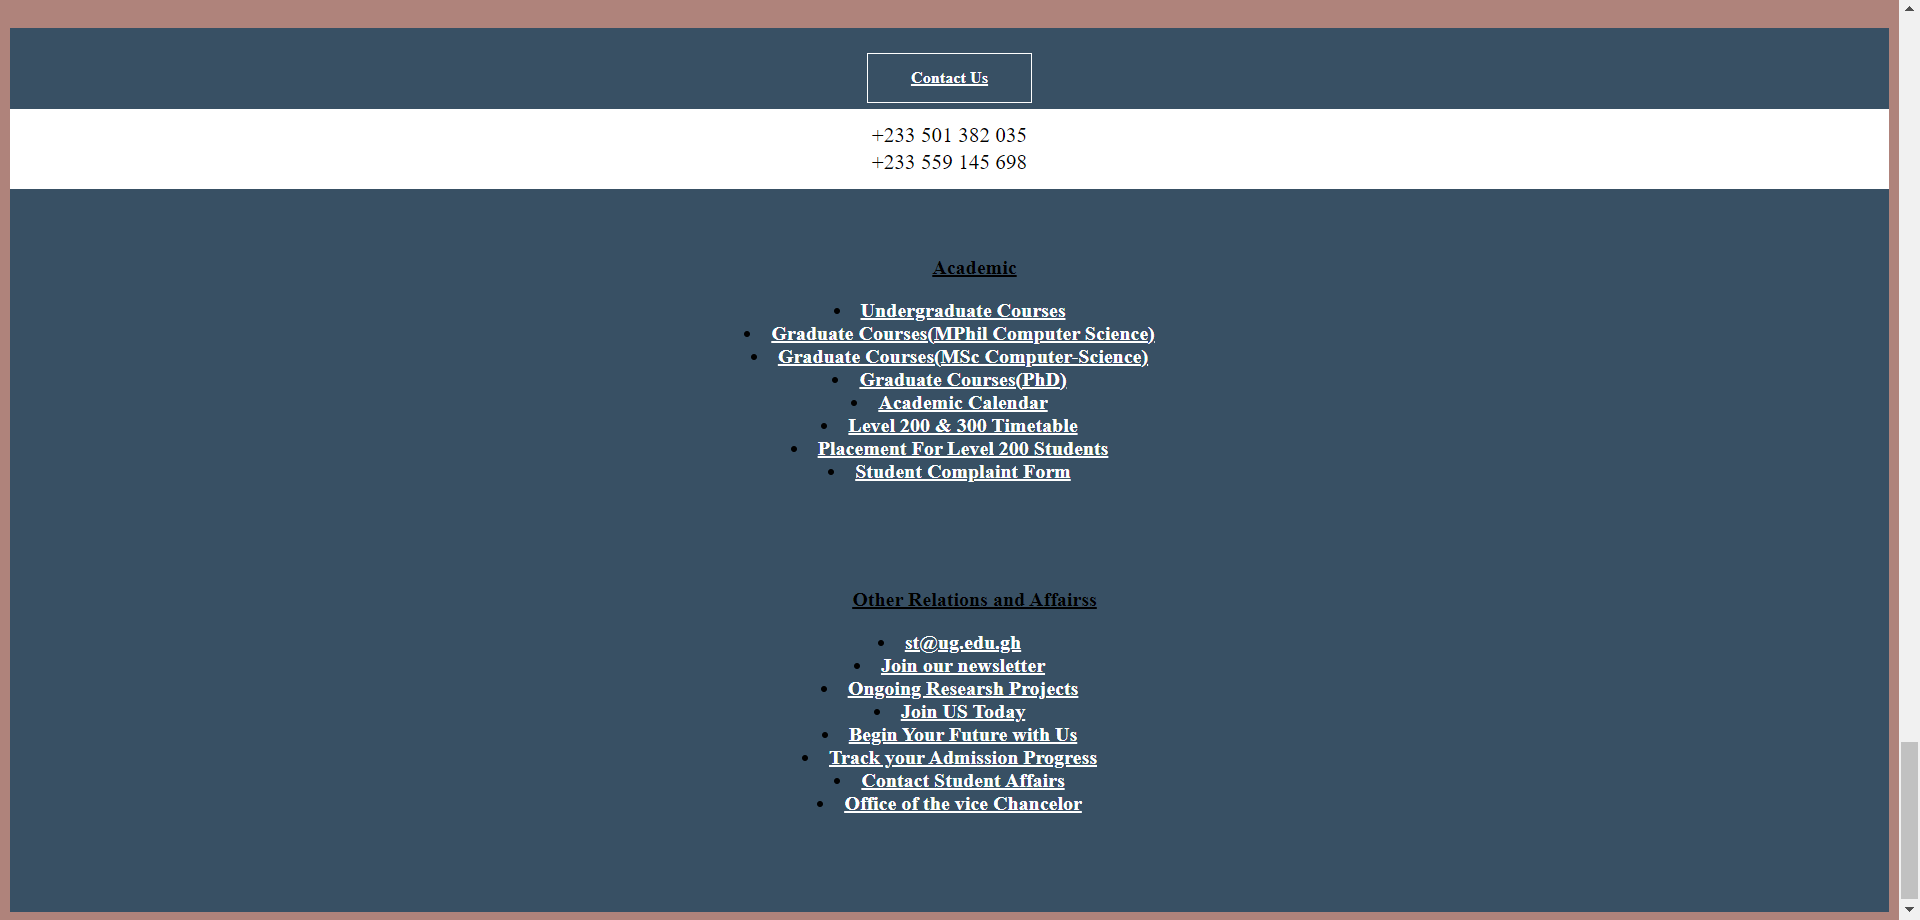 Contact Us
+233 501 382 035
+233 559 145 698
Academic
Undergraduate Courses
Graduate Courses(MPhil Computer Science)
Graduate Courses(MSc Computer-Science)
Graduate Courses(PhD)
Academic Calendar
Level 200 & 300 Timetable
Placement For Level 200 Students
Student Complaint Form
Other Relations and Affairss
st@ug.edu.gh
Join our newsletter
Ongoing Researsh Projects
Join US Today
Begin Your Future with Us
Track your Admission Progress
Contact Student Affairs
Office of the vice Chancelor